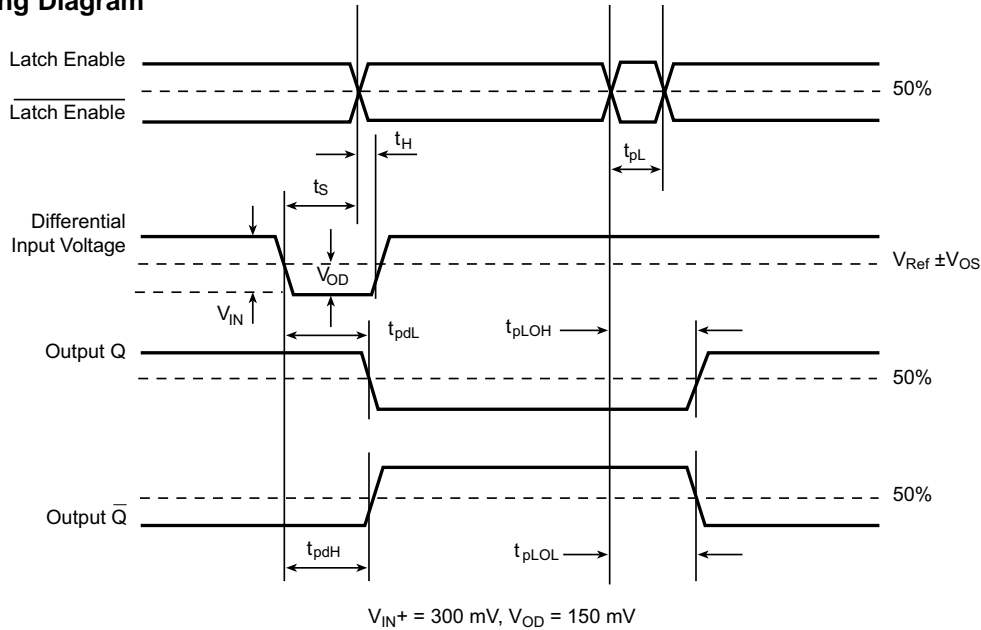 ng Diagram
Latch Enable
50%
Latch Enable
tH
tpL
tS
Differential
Input Voltage
VRef ±VOS
VOD
VIN
tpdL
tpLOH
Output Q
50%
50%
Output Q̅
tpdH
tpLOL
VIN+ = 300 mV, VOD = 150 mV